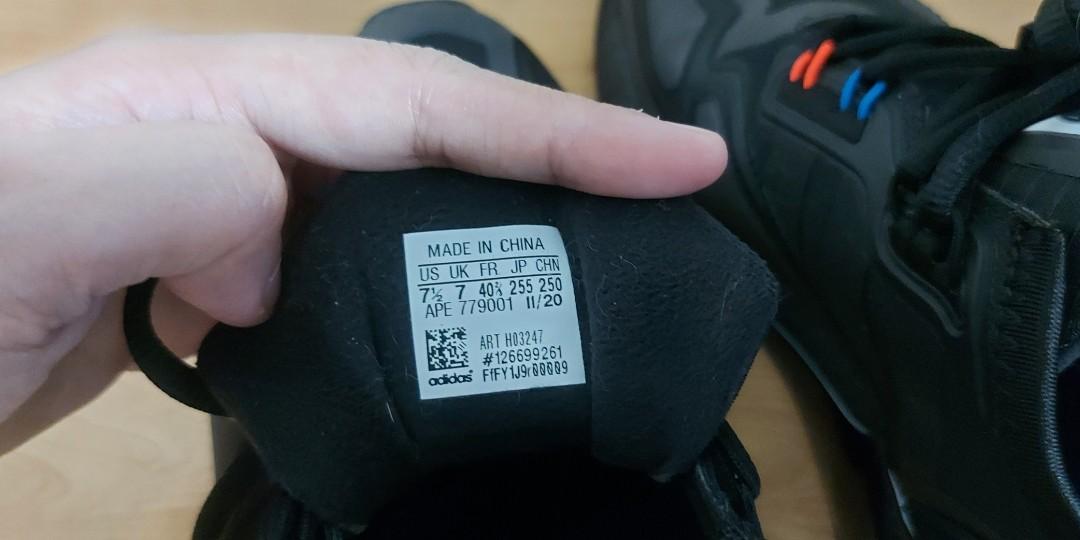 MADE IN CHINA
US UK FR JP CHN
7½ 7 40⅔ 255 250
APE 779001 11/20
ART H03247
#126699261
adidas FfFY1J9r00009